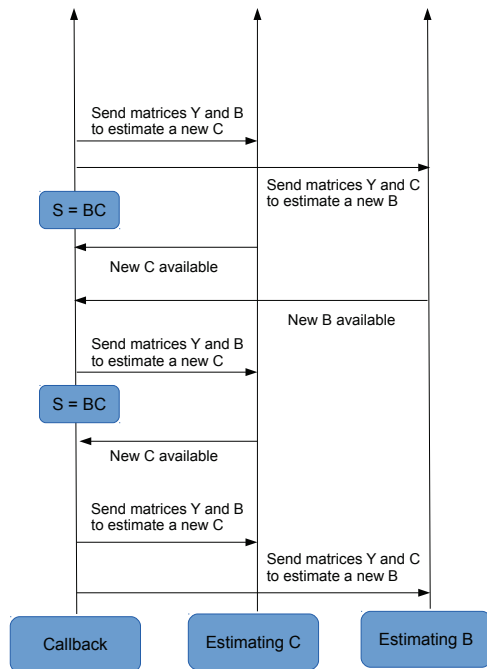 Send matrices Y and B
to estimate a new C
Send matrices Y and C
to estimate a new B
S = BC
New C available
New B available
Send matrices Y and B
to estimate a new C
S = BC
New C available
Send matrices Y and B
to estimate a new C
Send matrices Y and C
to estimate a new B
Callback
Estimating C
Estimating B